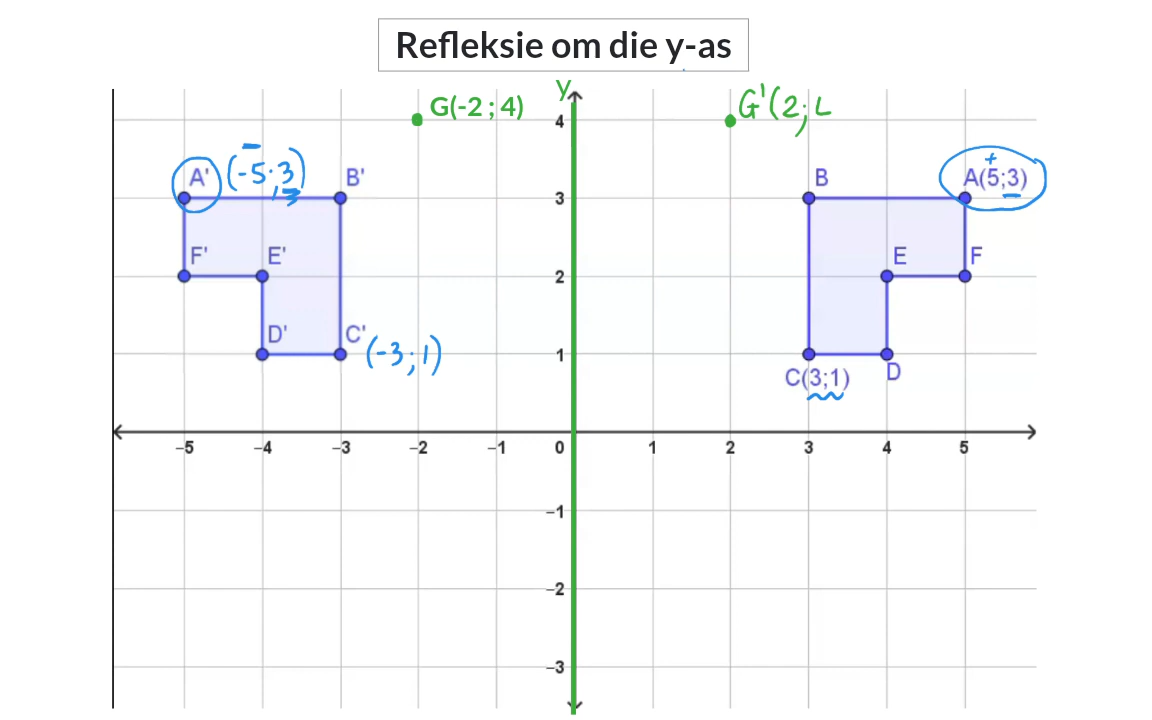 Refleksie om die y-as
y
G(-2 ; 4)
4
G'(2;
A' (-5;3)
B'
3
B
A(5;3)
+
F'
E'
2
E
F
D'
C' (-3;1)
1
C(3;1)
D
−5 −4 −3 −2 −1 0 1 2 3 4 5
−1
−2
−3